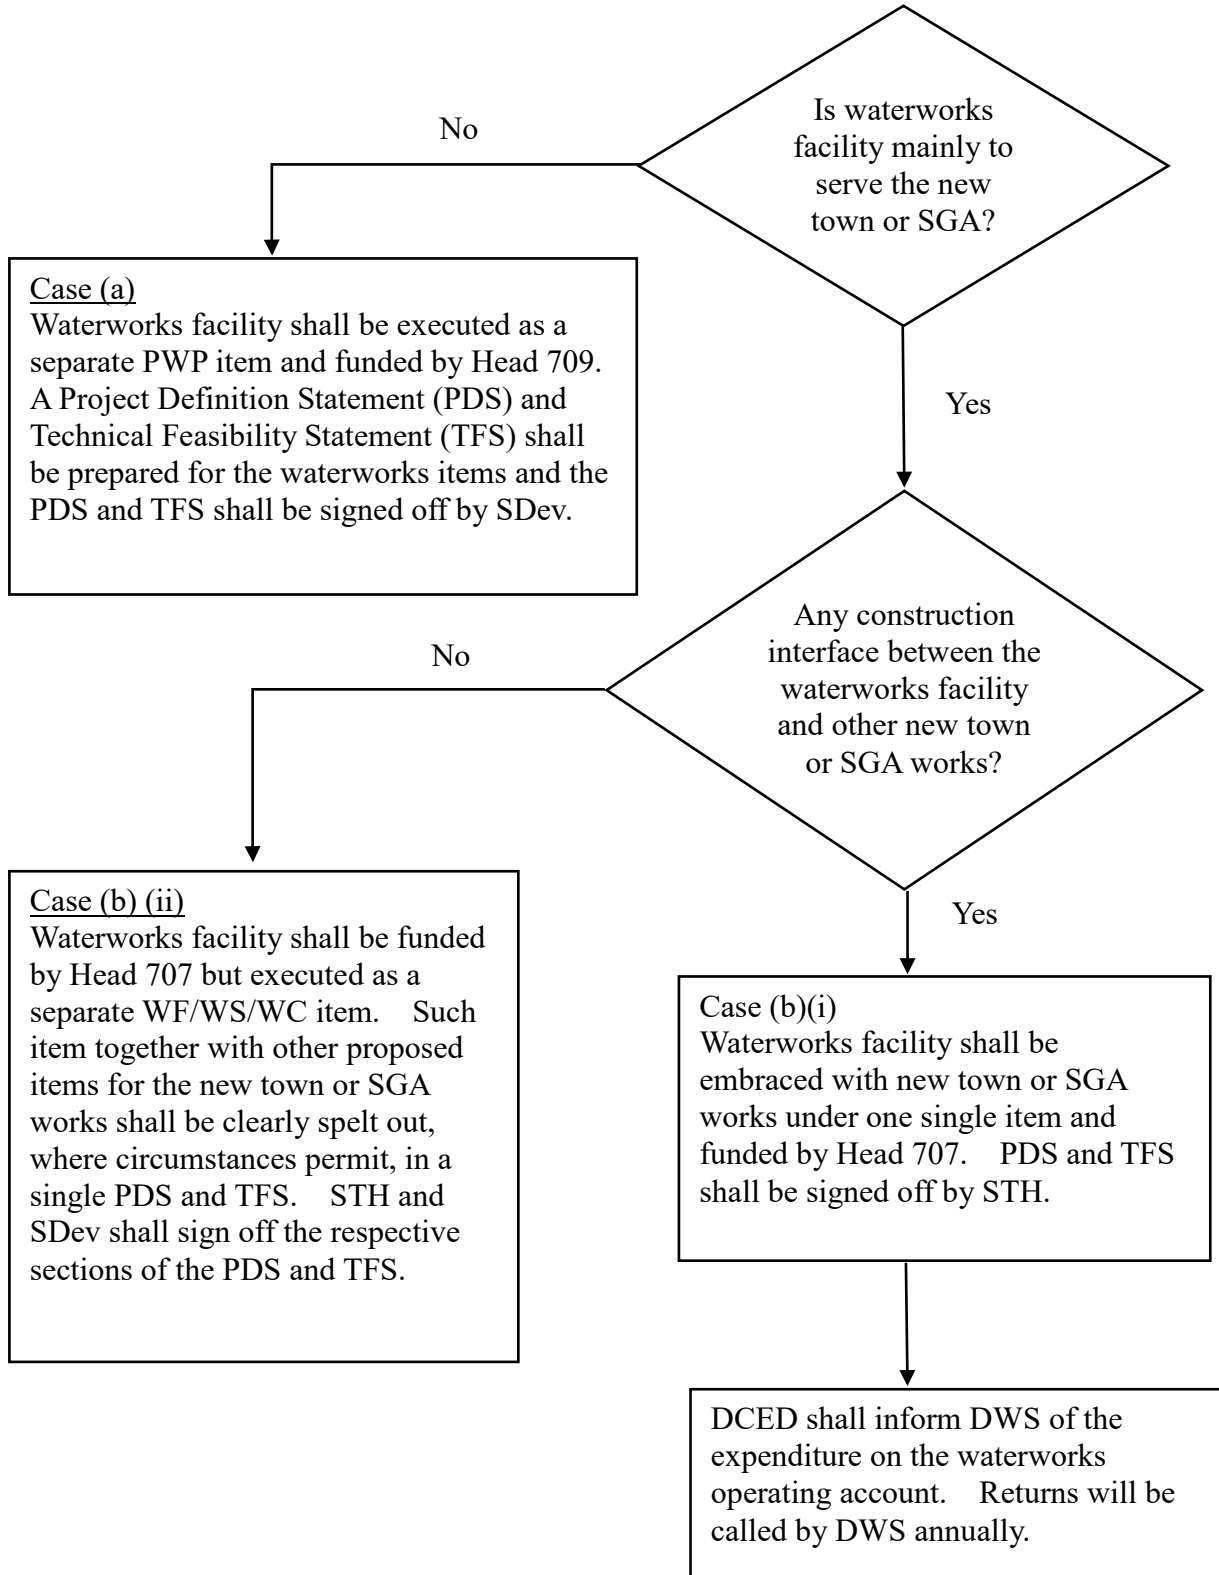 Is waterworks
facility mainly to
serve the new
town or SGA?
No
Yes
Case (a)
Waterworks facility shall be executed as a
separate PWP item and funded by Head 709.
A Project Definition Statement (PDS) and
Technical Feasibility Statement (TFS) shall
be prepared for the waterworks items and the
PDS and TFS shall be signed off by SDev.
Any construction
interface between the
waterworks facility
and other new town
or SGA works?
No
Yes
Case (b) (ii)
Waterworks facility shall be funded
by Head 707 but executed as a
separate WF/WS/WC item. Such
item together with other proposed
items for the new town or SGA
works shall be clearly spelt out,
where circumstances permit, in a
single PDS and TFS. STH and
SDev shall sign off the respective
sections of the PDS and TFS.
Case (b)(i)
Waterworks facility shall be
embraced with new town or SGA
works under one single item and
funded by Head 707. PDS and TFS
shall be signed off by STH.
DCED shall inform DWS of the
expenditure on the waterworks
operating account. Returns will be
called by DWS annually.